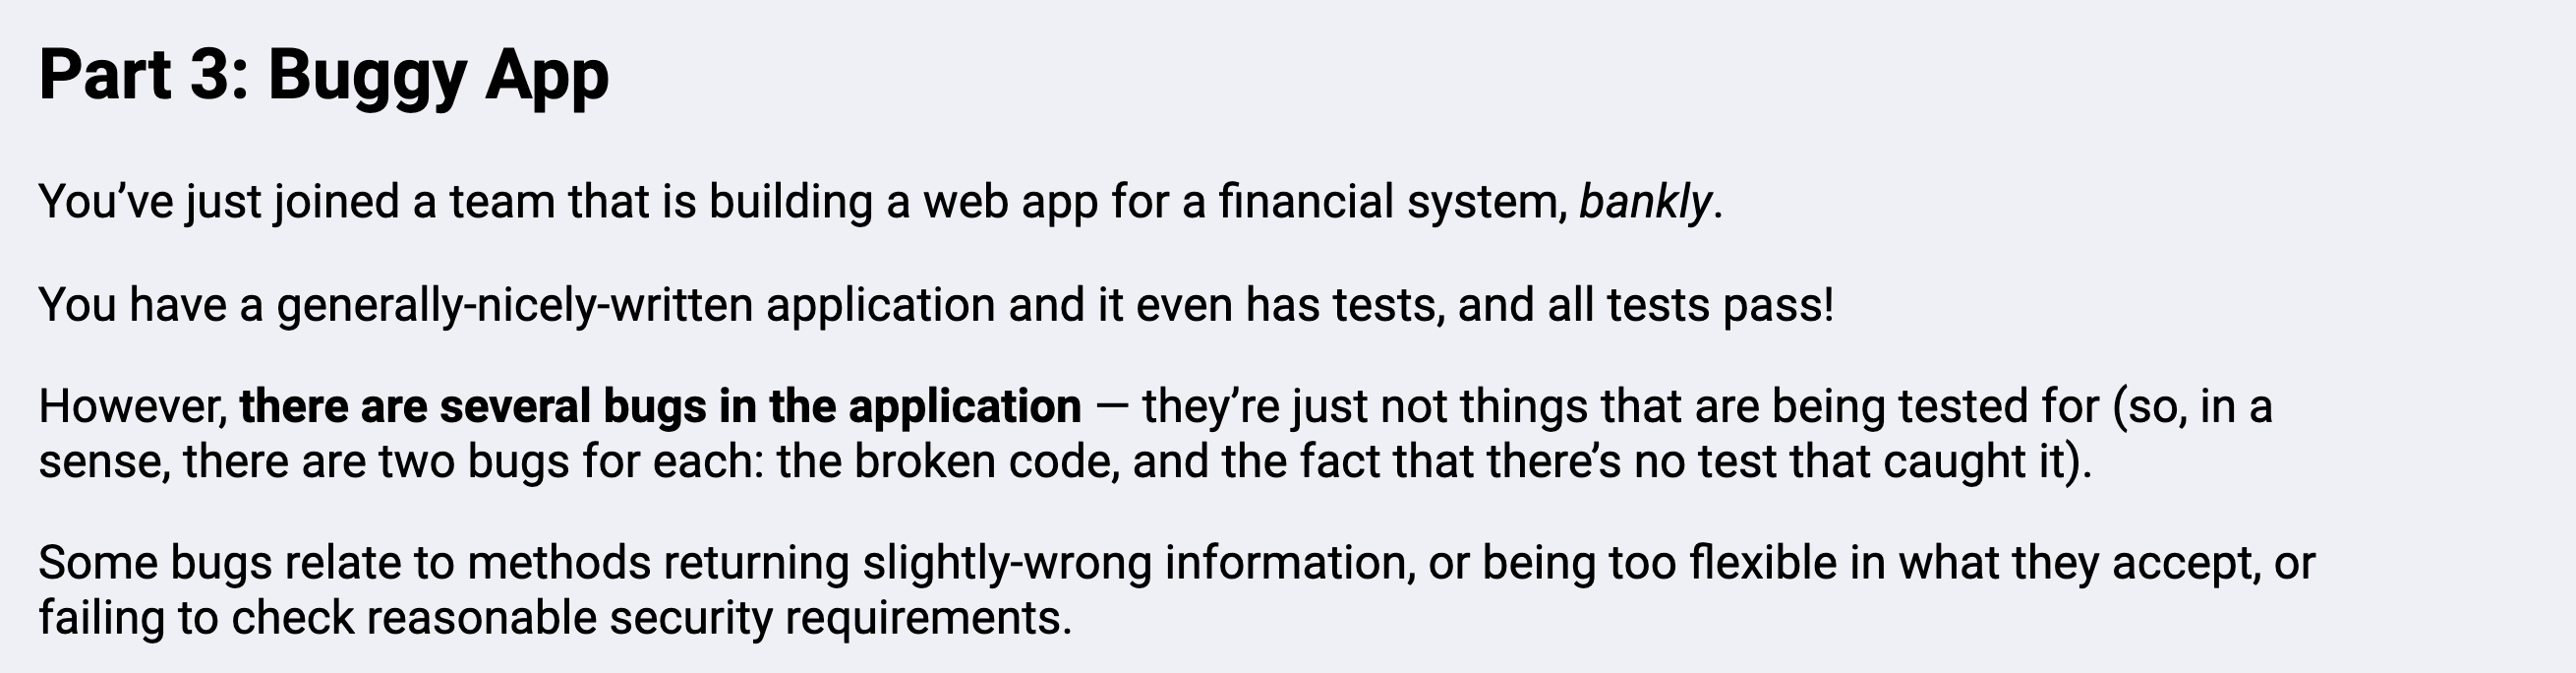 Part 3: Buggy App
You’ve just joined a team that is building a web app for a financial system, bankly.
You have a generally-nicely-written application and it even has tests, and all tests pass!
However, there are several bugs in the application — they’re just not things that are being tested for (so, in a
sense, there are two bugs for each: the broken code, and the fact that there’s no test that caught it).
Some bugs relate to methods returning slightly-wrong information, or being too flexible in what they accept, or
failing to check reasonable security requirements.